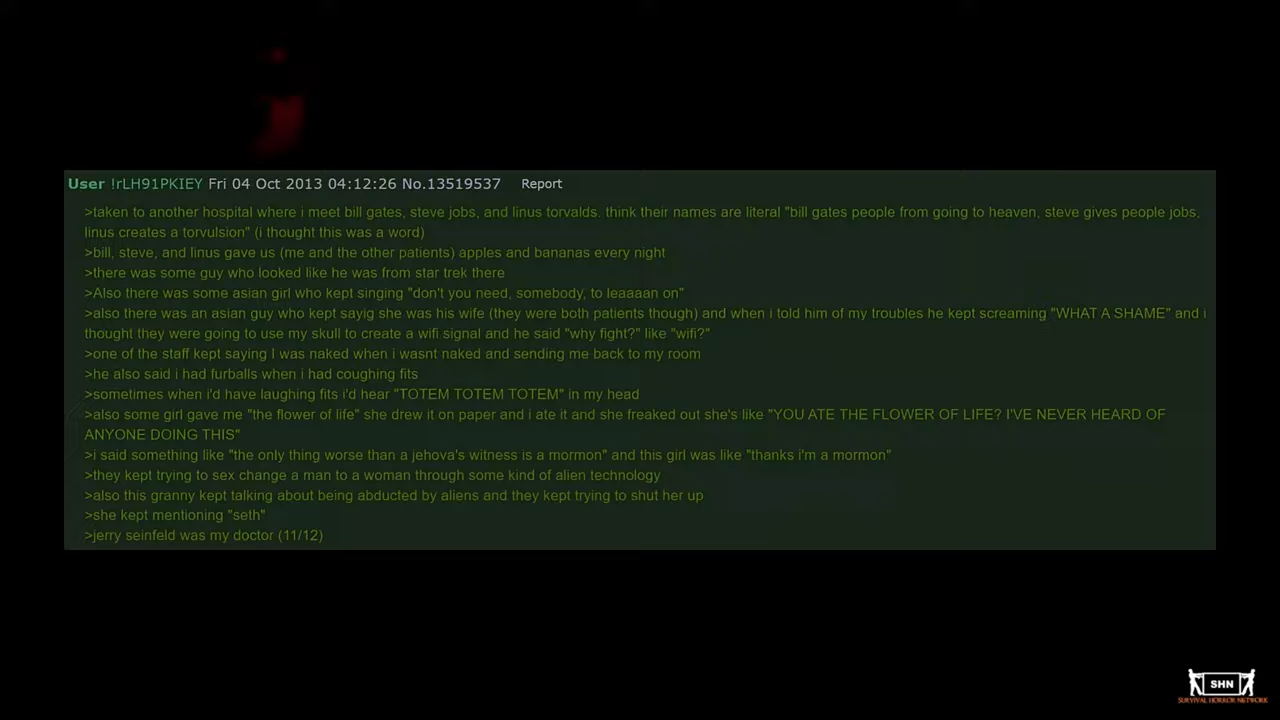 User !rLH91PKIEY Fri 04 Oct 2013 04:12:26 No.13519537 Report
>taken to another hospital where i meet bill gates, steve jobs, and linus torvalds. think their names are literal "bill gates people from going to heaven, steve gives people jobs,
linus creates a torvulsion" (i thought this was a word)
>bill, steve, and linus gave us (me and the other patients) apples and bananas every night
>there was some guy who looked like he was from star trek there
>Also there was some asian girl who kept singing "don't you need, somebody, to leaaaan on"
>also there was an asian guy who kept sayig she was his wife (they were both patients though) and when i told him of my troubles he kept screaming "WHAT A SHAME" and i
thought they were going to use my skull to create a wifi signal and he said "why fight?" like "wifi?"
>one of the staff kept saying I was naked when i wasnt naked and sending me back to my room
>he also said i had furballs when i had coughing fits
>sometimes when i'd have laughing fits i'd hear "TOTEM TOTEM TOTEM" in my head
>also some girl gave me "the flower of life" she drew it on paper and i ate it and she freaked out she's like "YOU ATE THE FLOWER OF LIFE? I'VE NEVER HEARD OF
ANYONE DOING THIS"
>i said something like "the only thing worse than a jehova's witness is a mormon" and this girl was like "thanks i'm a mormon"
>they kept trying to sex change a man to a woman through some kind of alien technology
>also this granny kept talking about being abducted by aliens and they kept trying to shut her up
>she kept mentioning "seth"
>jerry seinfeld was my doctor (11/12)
SHN
SURVIVAL HORROR NETWORK